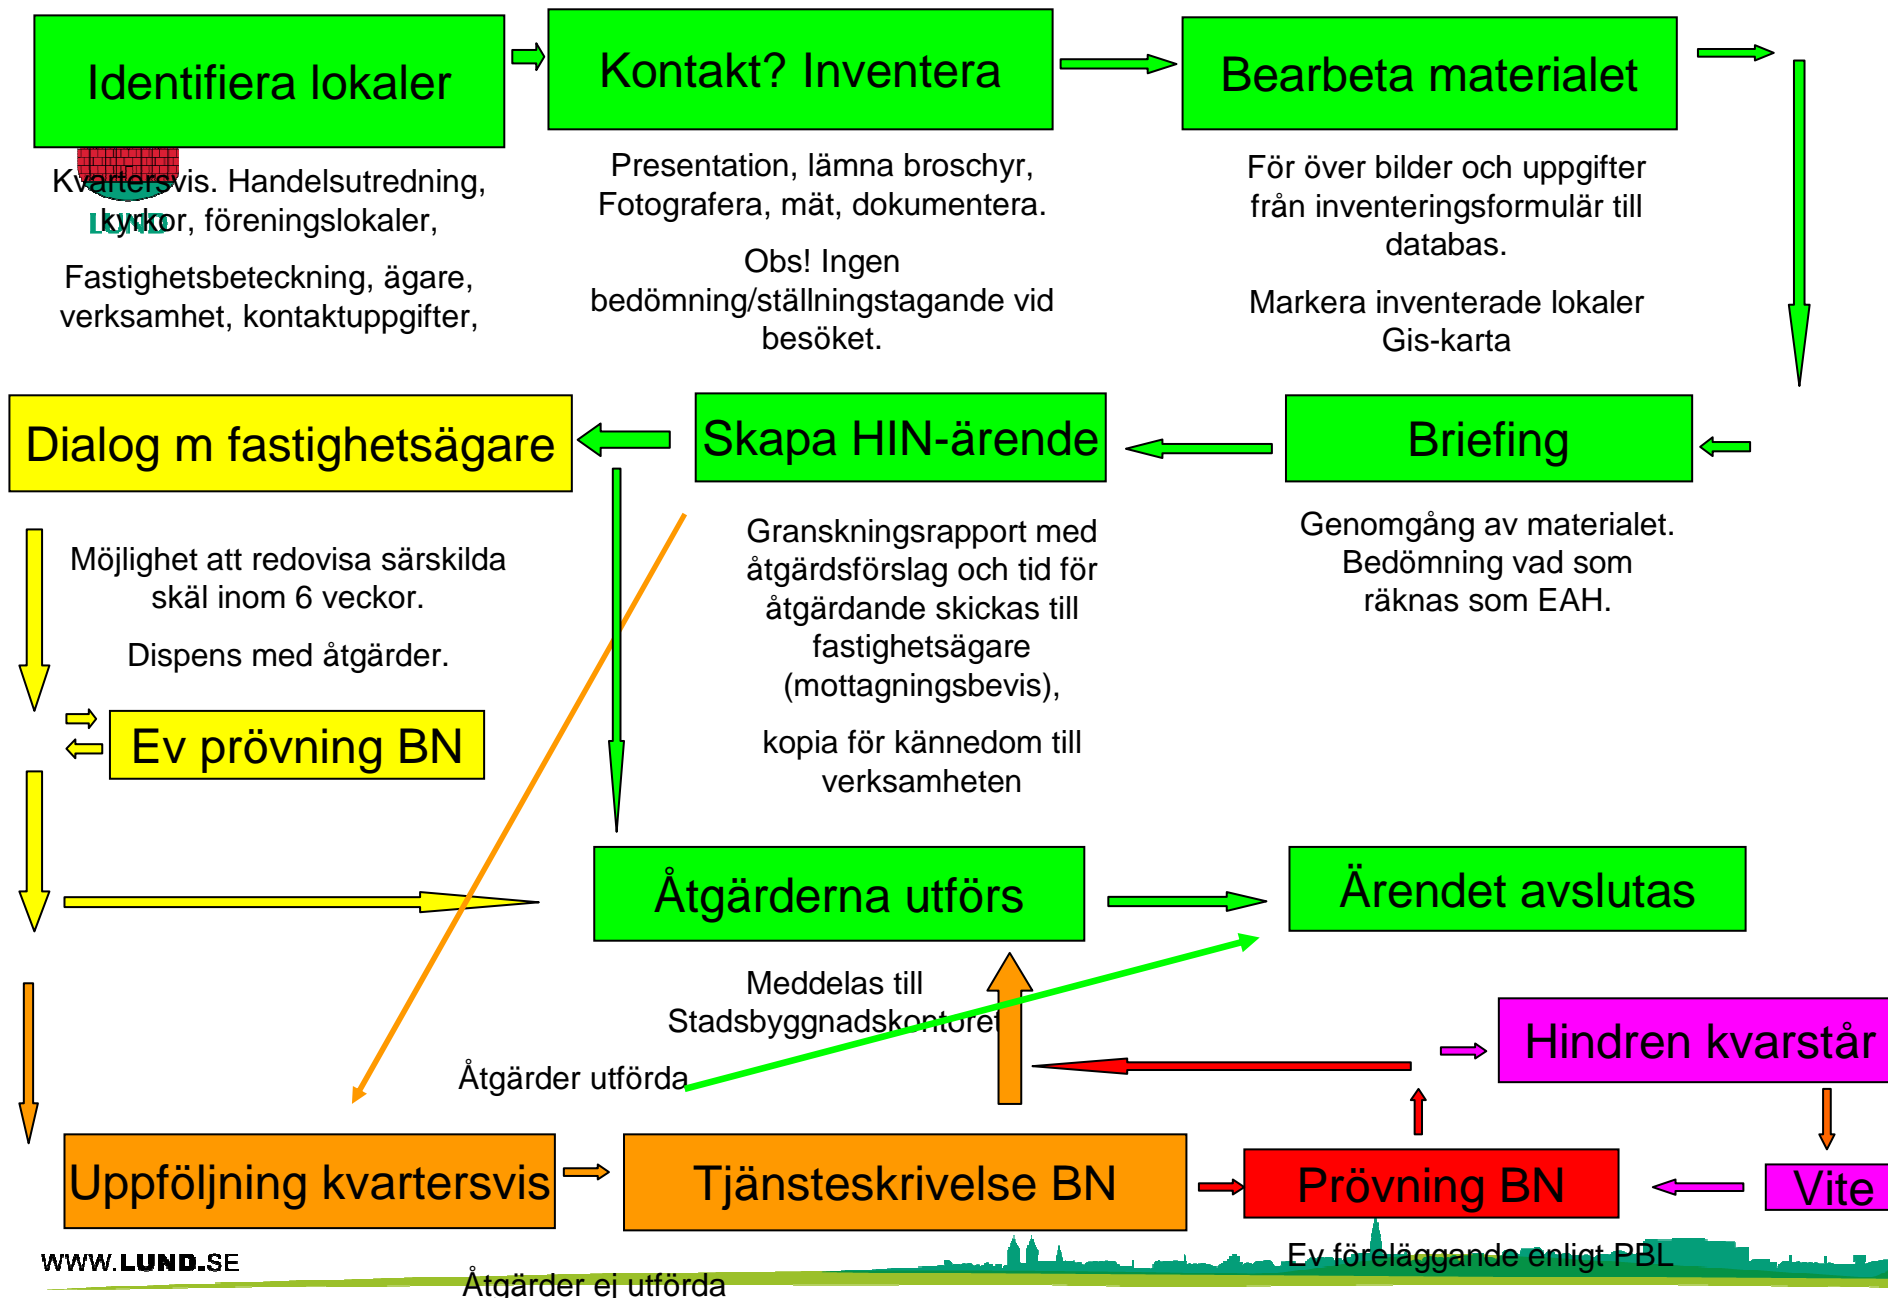 Identifiera lokaler
Kontakt? Inventera
Bearbeta materialet
Kvartersvis. Handelsutredning,
kyrkor, föreningslokaler,
LUND
Fastighetsbeteckning, ägare,
verksamhet, kontaktuppgifter,
Presentation, lämna broschyr,
Fotografera, mät, dokumentera.
Obs! Ingen
bedömning/ställningstagande vid
besöket.
För över bilder och uppgifter
från inventeringsformulär till
databas.
Markera inventerade lokaler
Gis-karta
Dialog m fastighetsägare
Skapa HIN-ärende
Briefing
Möjlighet att redovisa särskilda
skäl inom 6 veckor.
Dispens med åtgärder.
Granskningsrapport med
åtgärdsförslag och tid för
åtgärdande skickas till
fastighetsägare
(mottagningsbevis),
kopia för kännedom till
verksamheten
Genomgång av materialet.
Bedömning vad som
räknas som EAH.
Ev prövning BN
Åtgärderna utförs
Ärendet avslutas
Meddelas till
Stadsbyggnadskontoret
Åtgärder utförda
Hindren kvarstår
Uppföljning kvartersvis
Tjänsteskrivelse BN
Prövning BN
Vite
Ev föreläggande enligt PBL
WWW.LUND.SE
Åtgärder ej utförda